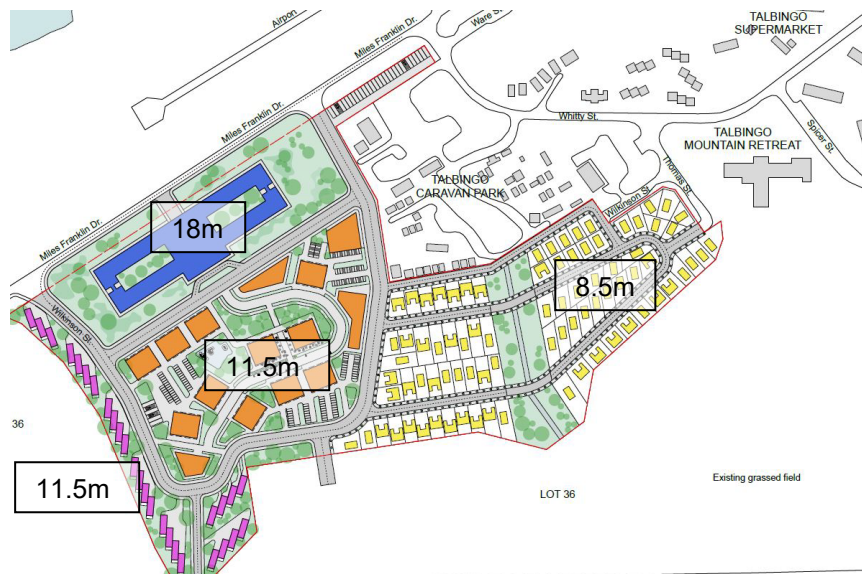 Airport
Miles Franklin Dr.
Ware St.
TALBINGO
SUPERMARKET
Miles Franklin Dr.
Whitty St.
Spicer St.
TALBINGO
MOUNTAIN RETREAT
Thomas St.
TALBINGO
CARAVAN PARK
Wilkinson St.
Miles Franklin Dr.
18m
8.5m
Wilkinson St.
11.5m
36
11.5m
Existing grassed field
LOT 36